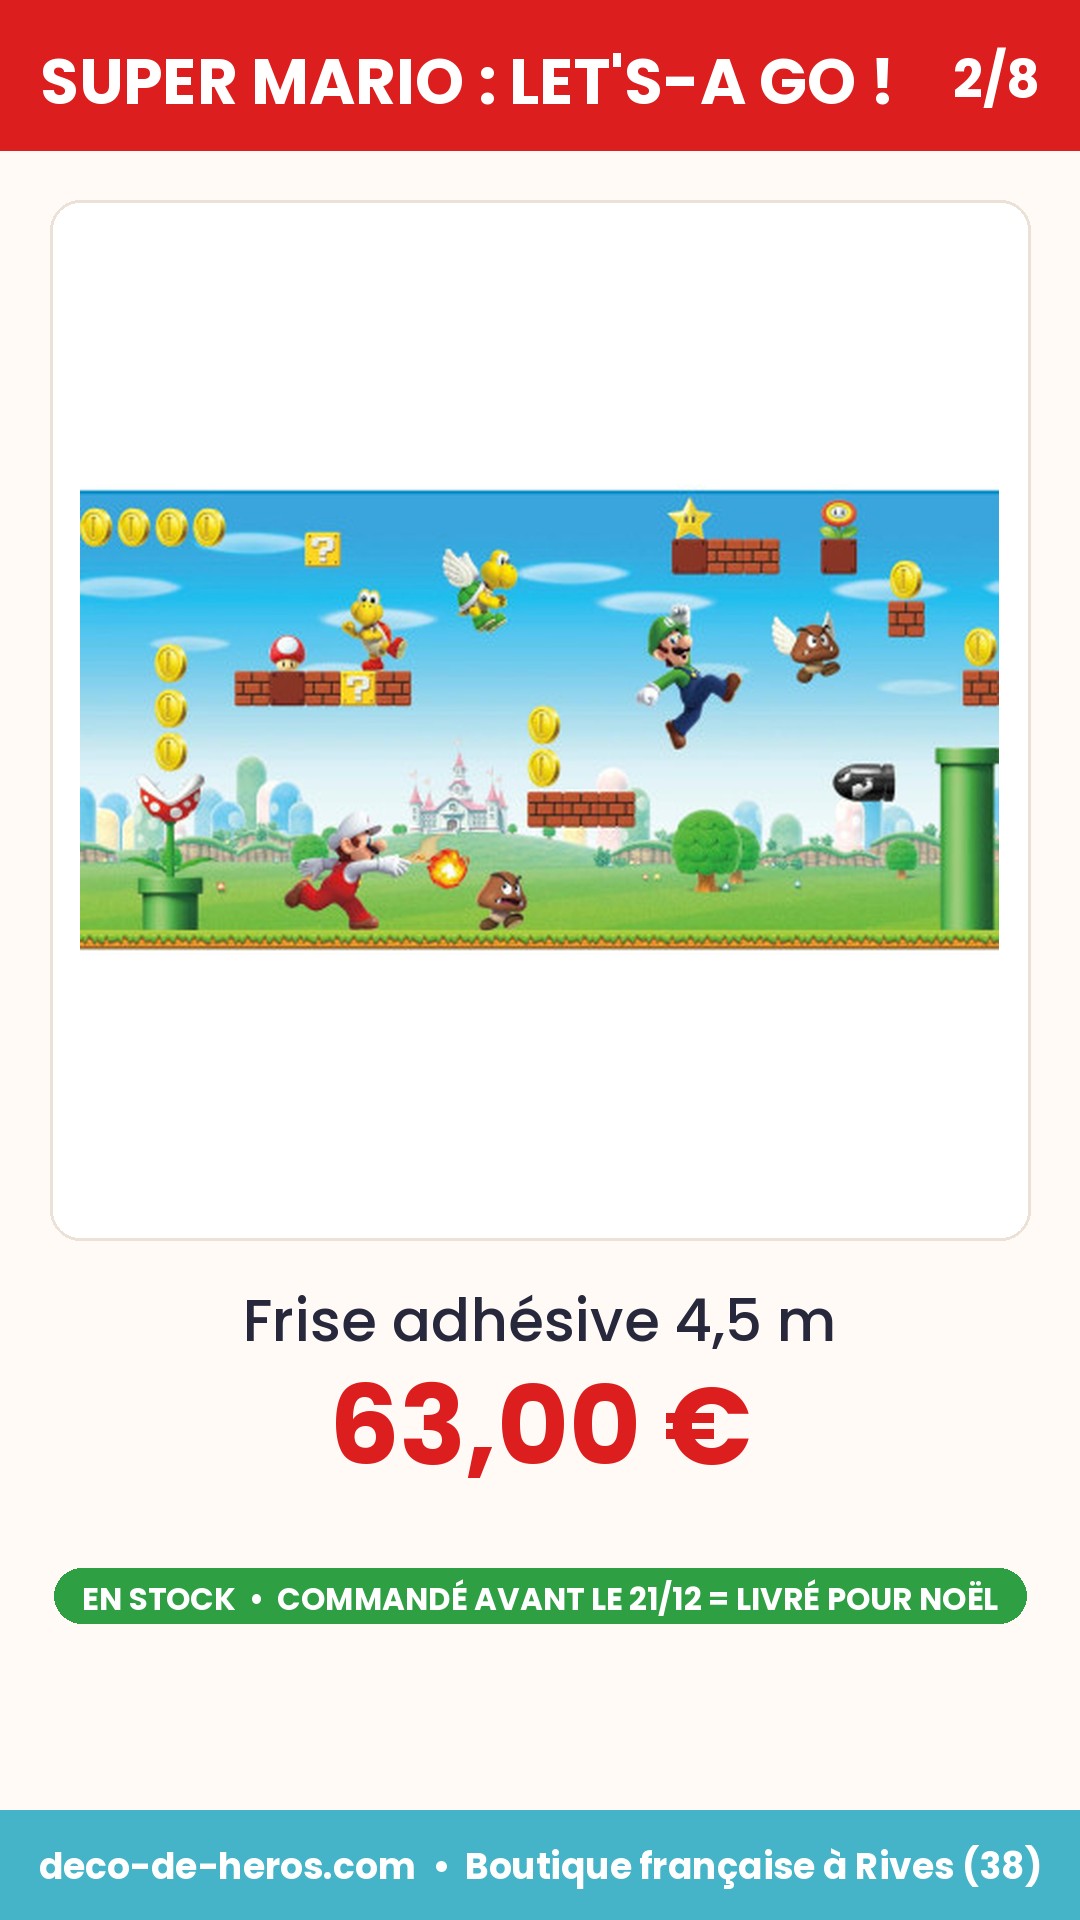 SUPER MARIO : LET'S-A GO !
2/8
?
?
Frise adhésive 4,5 m
63,00 €
EN STOCK • COMMANDÉ AVANT LE 21/12 = LIVRÉ POUR NOËL
deco-de-heros.com • Boutique française à Rives (38)